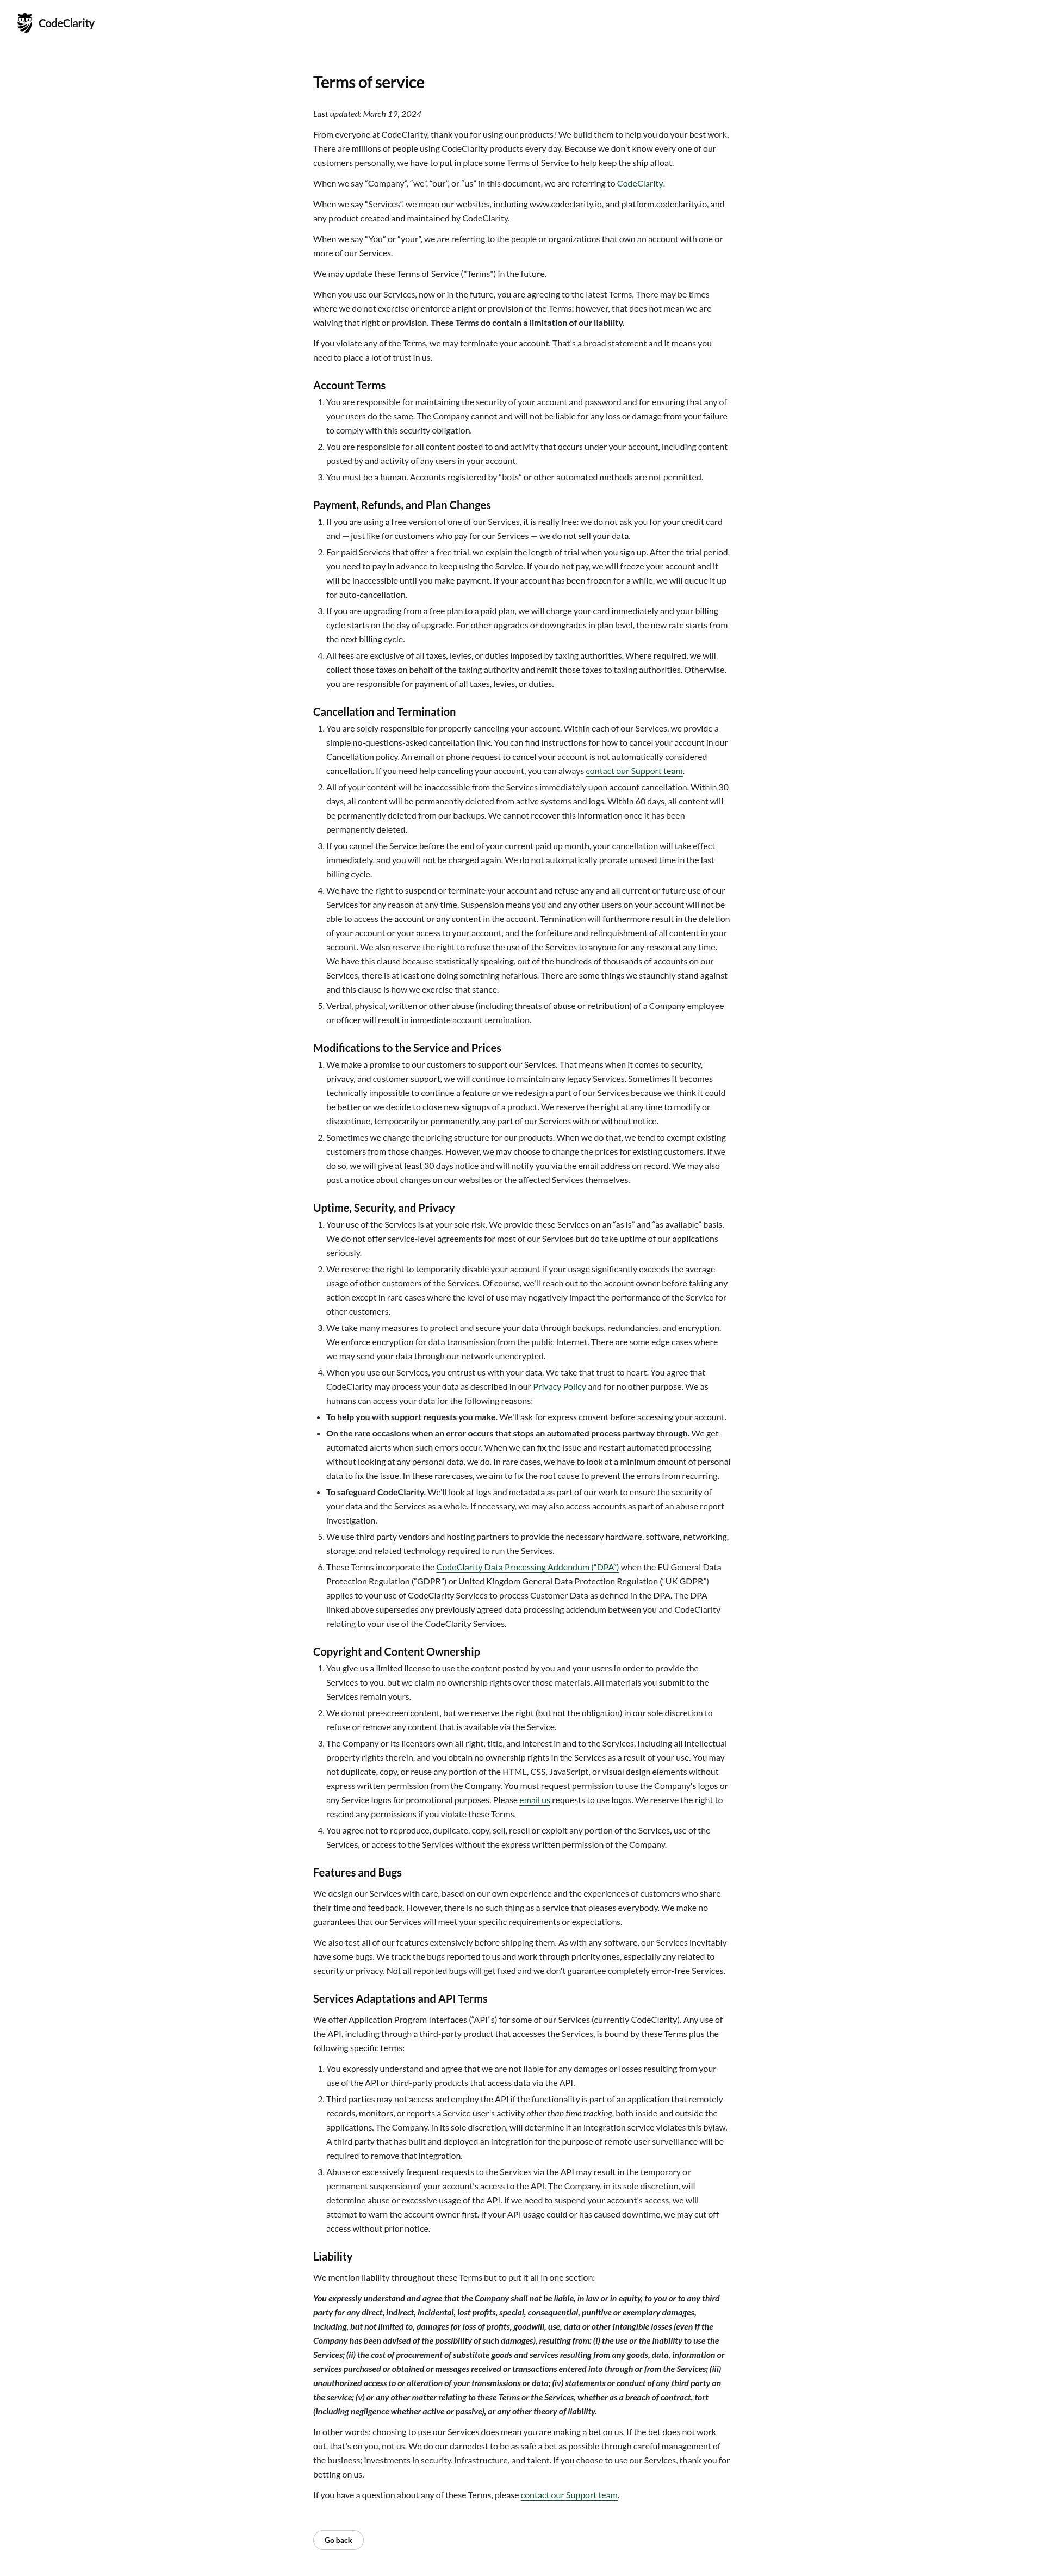 CodeClarity
Terms of service
Last updated: March 19, 2024
From everyone at CodeClarity, thank you for using our products! We build them to help you do your best work.
There are millions of people using CodeClarity products every day. Because we don't know every one of our
customers personally, we have to put in place some Terms of Service to help keep the ship afloat.
When we say “Company”, “we”, “our”, or “us” in this document, we are referring to CodeClarity.
When we say “Services”, we mean our websites, including www.codeclarity.io, and platform.codeclarity.io, and
any product created and maintained by CodeClarity.
When we say “You” or “your”, we are referring to the people or organizations that own an account with one or
more of our Services.
We may update these Terms of Service ("Terms") in the future.
When you use our Services, now or in the future, you are agreeing to the latest Terms. There may be times
where we do not exercise or enforce a right or provision of the Terms; however, that does not mean we are
waiving that right or provision. These Terms do contain a limitation of our liability.
If you violate any of the Terms, we may terminate your account. That's a broad statement and it means you
need to place a lot of trust in us.
Account Terms
1. You are responsible for maintaining the security of your account and password and for ensuring that any of
your users do the same. The Company cannot and will not be liable for any loss or damage from your failure
to comply with this security obligation.
2. You are responsible for all content posted to and activity that occurs under your account, including content
posted by and activity of any users in your account.
3. You must be a human. Accounts registered by “bots” or other automated methods are not permitted.
Payment, Refunds, and Plan Changes
1. If you are using a free version of one of our Services, it is really free: we do not ask you for your credit card
and — just like for customers who pay for our Services — we do not sell your data.
2. For paid Services that offer a free trial, we explain the length of trial when you sign up. After the trial period,
you need to pay in advance to keep using the Service. If you do not pay, we will freeze your account and it
will be inaccessible until you make payment. If your account has been frozen for a while, we will queue it up
for auto-cancellation.
3. If you are upgrading from a free plan to a paid plan, we will charge your card immediately and your billing
cycle starts on the day of upgrade. For other upgrades or downgrades in plan level, the new rate starts from
the next billing cycle.
4. All fees are exclusive of all taxes, levies, or duties imposed by taxing authorities. Where required, we will
collect those taxes on behalf of the taxing authority and remit those taxes to taxing authorities. Otherwise,
you are responsible for payment of all taxes, levies, or duties.
Cancellation and Termination
1. You are solely responsible for properly canceling your account. Within each of our Services, we provide a
simple no-questions-asked cancellation link. You can find instructions for how to cancel your account in our
Cancellation policy. An email or phone request to cancel your account is not automatically considered
cancellation. If you need help canceling your account, you can always contact our Support team.
2. All of your content will be inaccessible from the Services immediately upon account cancellation. Within 30
days, all content will be permanently deleted from active systems and logs. Within 60 days, all content will
be permanently deleted from our backups. We cannot recover this information once it has been
permanently deleted.
3. If you cancel the Service before the end of your current paid up month, your cancellation will take effect
immediately, and you will not be charged again. We do not automatically prorate unused time in the last
billing cycle.
4. We have the right to suspend or terminate your account and refuse any and all current or future use of our
Services for any reason at any time. Suspension means you and any other users on your account will not be
able to access the account or any content in the account. Termination will furthermore result in the deletion
of your account or your access to your account, and the forfeiture and relinquishment of all content in your
account. We also reserve the right to refuse the use of the Services to anyone for any reason at any time.
We have this clause because statistically speaking, out of the hundreds of thousands of accounts on our
Services, there is at least one doing something nefarious. There are some things we staunchly stand against
and this clause is how we exercise that stance.
5. Verbal, physical, written or other abuse (including threats of abuse or retribution) of a Company employee
or officer will result in immediate account termination.
Modifications to the Service and Prices
1. We make a promise to our customers to support our Services. That means when it comes to security,
privacy, and customer support, we will continue to maintain any legacy Services. Sometimes it becomes
technically impossible to continue a feature or we redesign a part of our Services because we think it could
be better or we decide to close new signups of a product. We reserve the right at any time to modify or
discontinue, temporarily or permanently, any part of our Services with or without notice.
2. Sometimes we change the pricing structure for our products. When we do that, we tend to exempt existing
customers from those changes. However, we may choose to change the prices for existing customers. If we
do so, we will give at least 30 days notice and will notify you via the email address on record. We may also
post a notice about changes on our websites or the affected Services themselves.
Uptime, Security, and Privacy
1. Your use of the Services is at your sole risk. We provide these Services on an “as is” and “as available” basis.
We do not offer service-level agreements for most of our Services but do take uptime of our applications
seriously.
2. We reserve the right to temporarily disable your account if your usage significantly exceeds the average
usage of other customers of the Services. Of course, we'll reach out to the account owner before taking any
action except in rare cases where the level of use may negatively impact the performance of the Service for
other customers.
3. We take many measures to protect and secure your data through backups, redundancies, and encryption.
We enforce encryption for data transmission from the public Internet. There are some edge cases where
we may send your data through our network unencrypted.
4. When you use our Services, you entrust us with your data. We take that trust to heart. You agree that
CodeClarity may process your data as described in our Privacy Policy and for no other purpose. We as
humans can access your data for the following reasons:
• To help you with support requests you make. We'll ask for express consent before accessing your account.
• On the rare occasions when an error occurs that stops an automated process partway through. We get
automated alerts when such errors occur. When we can fix the issue and restart automated processing
without looking at any personal data, we do. In rare cases, we have to look at a minimum amount of personal
data to fix the issue. In these rare cases, we aim to fix the root cause to prevent the errors from recurring.
• To safeguard CodeClarity. We'll look at logs and metadata as part of our work to ensure the security of
your data and the Services as a whole. If necessary, we may also access accounts as part of an abuse report
investigation.
5. We use third party vendors and hosting partners to provide the necessary hardware, software, networking,
storage, and related technology required to run the Services.
6. These Terms incorporate the CodeClarity Data Processing Addendum (“DPA”) when the EU General Data
Protection Regulation (“GDPR”) or United Kingdom General Data Protection Regulation (“UK GDPR”)
applies to your use of CodeClarity Services to process Customer Data as defined in the DPA. The DPA
linked above supersedes any previously agreed data processing addendum between you and CodeClarity
relating to your use of the CodeClarity Services.
Copyright and Content Ownership
1. You give us a limited license to use the content posted by you and your users in order to provide the
Services to you, but we claim no ownership rights over those materials. All materials you submit to the
Services remain yours.
2. We do not pre-screen content, but we reserve the right (but not the obligation) in our sole discretion to
refuse or remove any content that is available via the Service.
3. The Company or its licensors own all right, title, and interest in and to the Services, including all intellectual
property rights therein, and you obtain no ownership rights in the Services as a result of your use. You may
not duplicate, copy, or reuse any portion of the HTML, CSS, JavaScript, or visual design elements without
express written permission from the Company. You must request permission to use the Company's logos or
any Service logos for promotional purposes. Please email us requests to use logos. We reserve the right to
rescind any permissions if you violate these Terms.
4. You agree not to reproduce, duplicate, copy, sell, resell or exploit any portion of the Services, use of the
Services, or access to the Services without the express written permission of the Company.
Features and Bugs
We design our Services with care, based on our own experience and the experiences of customers who share
their time and feedback. However, there is no such thing as a service that pleases everybody. We make no
guarantees that our Services will meet your specific requirements or expectations.
We also test all of our features extensively before shipping them. As with any software, our Services inevitably
have some bugs. We track the bugs reported to us and work through priority ones, especially any related to
security or privacy. Not all reported bugs will get fixed and we don't guarantee completely error-free Services.
Services Adaptations and API Terms
We offer Application Program Interfaces (“API”s) for some of our Services (currently CodeClarity). Any use of
the API, including through a third-party product that accesses the Services, is bound by these Terms plus the
following specific terms:
1. You expressly understand and agree that we are not liable for any damages or losses resulting from your
use of the API or third-party products that access data via the API.
2. Third parties may not access and employ the API if the functionality is part of an application that remotely
records, monitors, or reports a Service user's activity other than time tracking, both inside and outside the
applications. The Company, in its sole discretion, will determine if an integration service violates this bylaw.
A third party that has built and deployed an integration for the purpose of remote user surveillance will be
required to remove that integration.
3. Abuse or excessively frequent requests to the Services via the API may result in the temporary or
permanent suspension of your account's access to the API. The Company, in its sole discretion, will
determine abuse or excessive usage of the API. If we need to suspend your account's access, we will
attempt to warn the account owner first. If your API usage could or has caused downtime, we may cut off
access without prior notice.
Liability
We mention liability throughout these Terms but to put it all in one section:
You expressly understand and agree that the Company shall not be liable, in law or in equity, to you or to any third
party for any direct, indirect, incidental, lost profits, special, consequential, punitive or exemplary damages,
including, but not limited to, damages for loss of profits, goodwill, use, data or other intangible losses (even if the
Company has been advised of the possibility of such damages), resulting from: (i) the use or the inability to use the
Services; (ii) the cost of procurement of substitute goods and services resulting from any goods, data, information or
services purchased or obtained or messages received or transactions entered into through or from the Services; (iii)
unauthorized access to or alteration of your transmissions or data; (iv) statements or conduct of any third party on
the service; (v) or any other matter relating to these Terms or the Services, whether as a breach of contract, tort
(including negligence whether active or passive), or any other theory of liability.
In other words: choosing to use our Services does mean you are making a bet on us. If the bet does not work
out, that's on you, not us. We do our darnedest to be as safe a bet as possible through careful management of
the business; investments in security, infrastructure, and talent. If you choose to use our Services, thank you for
betting on us.
If you have a question about any of these Terms, please contact our Support team.
Go back